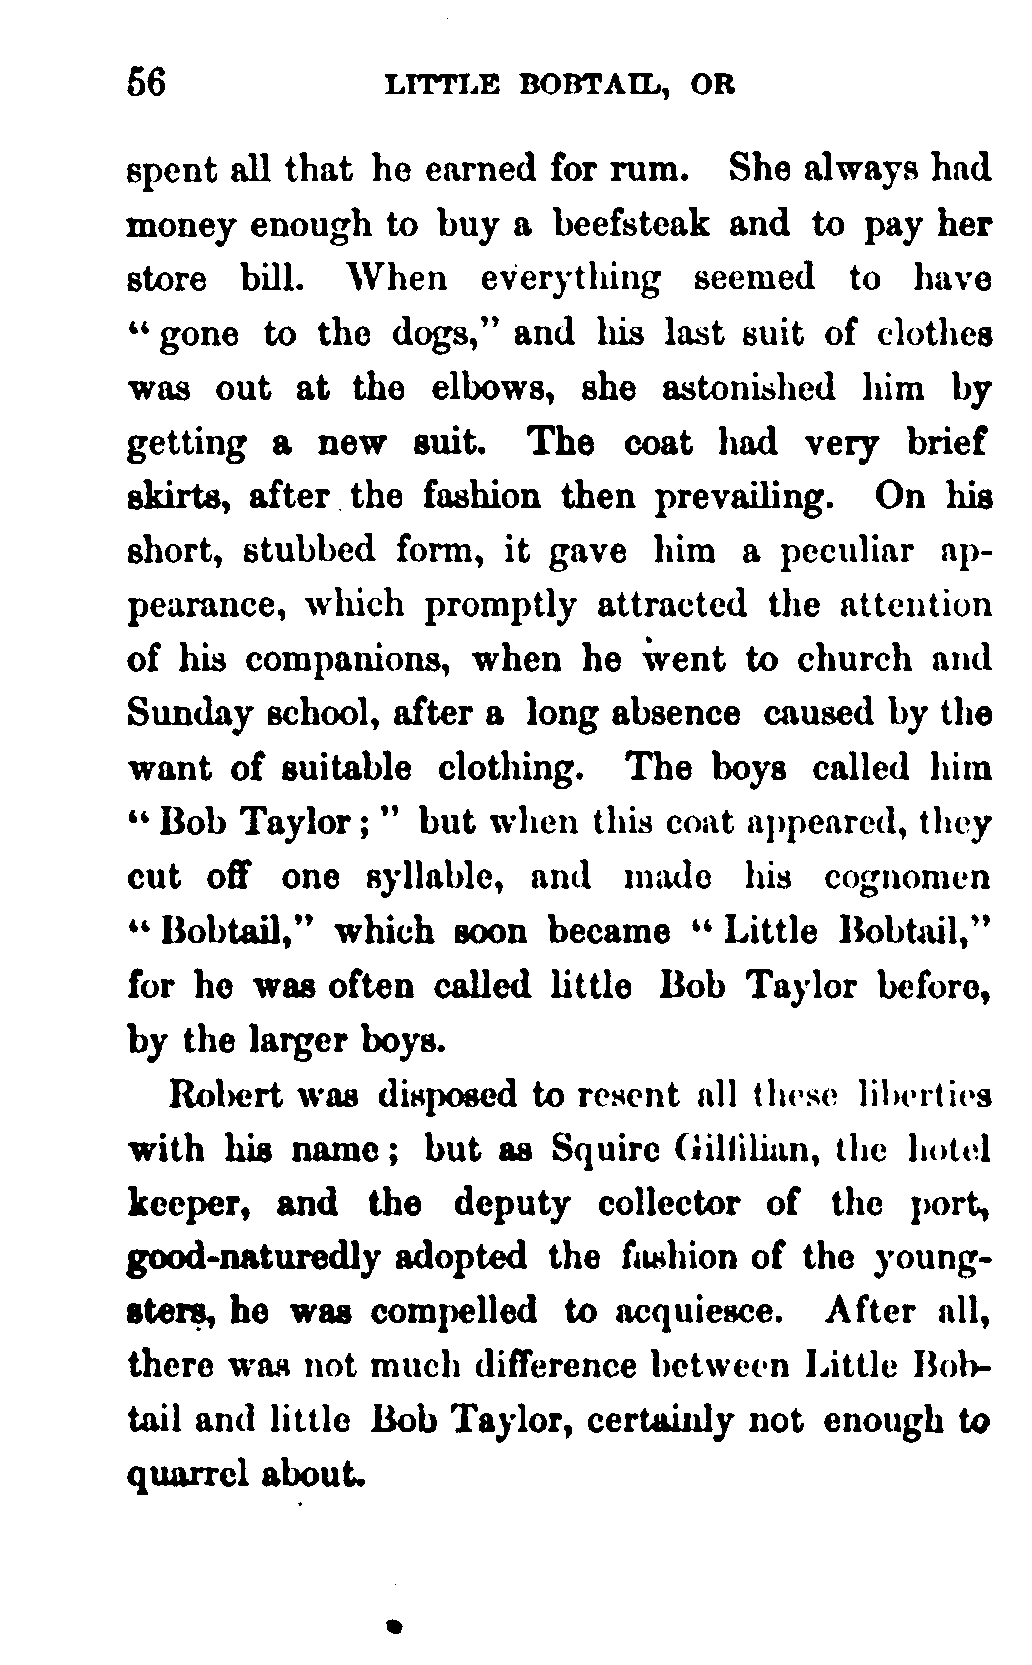 56 LITTLE BOBTAIL, OR
spent all that he earned for rum. She always had
money enough to buy a beefsteak and to pay her
store bill. When everything seemed to have
" gone to the dogs," and his last suit of clothes
was out at the elbows, she astonished him by
getting a new suit. The coat had very brief
skirts, after the fashion then prevailing. On his
short, stubbed form, it gave him a peculiar ap-
pearance, which promptly attracted the attention
of his companions, when he went to church and
Sunday school, after a long absence caused by the
want of suitable clothing. The boys called him
" Bob Taylor ; " but when this coat appeared, they
cut off one syllable, and made his cognomen
" Bobtail," which soon became " Little Bobtail,"
for he was often called little Bob Taylor before,
by the larger boys.
Robert was disposed to resent all these liberties
with his name ; but as Squire Gilfilian, the hotel
keeper, and the deputy collector of the port,
good-naturedly adopted the fashion of the young-
sters, he was compelled to acquiesce. After all,
there was not much difference between Little Bob-
tail and little Bob Taylor, certainly not enough to
quarrel about.